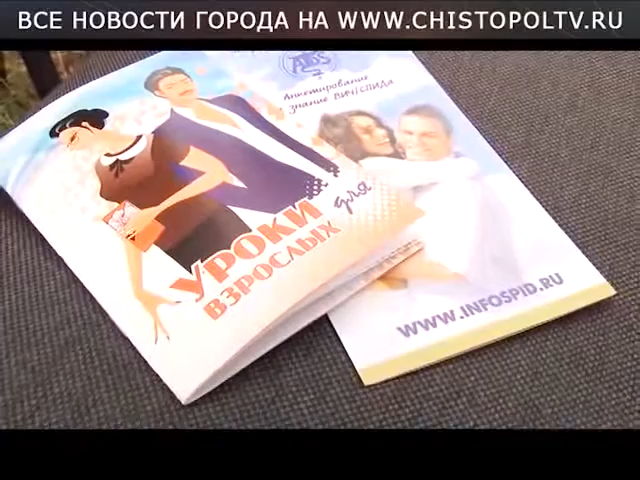 ВСЕ НОВОСТИ ГОРОДА НА WWW.CHISTOPOLTV.RU
Анкетирование
знание ВИЧ/СПИДА
УРОКИ для
ВЗРОСЛЫХ
WWW.INFOSPID.RU